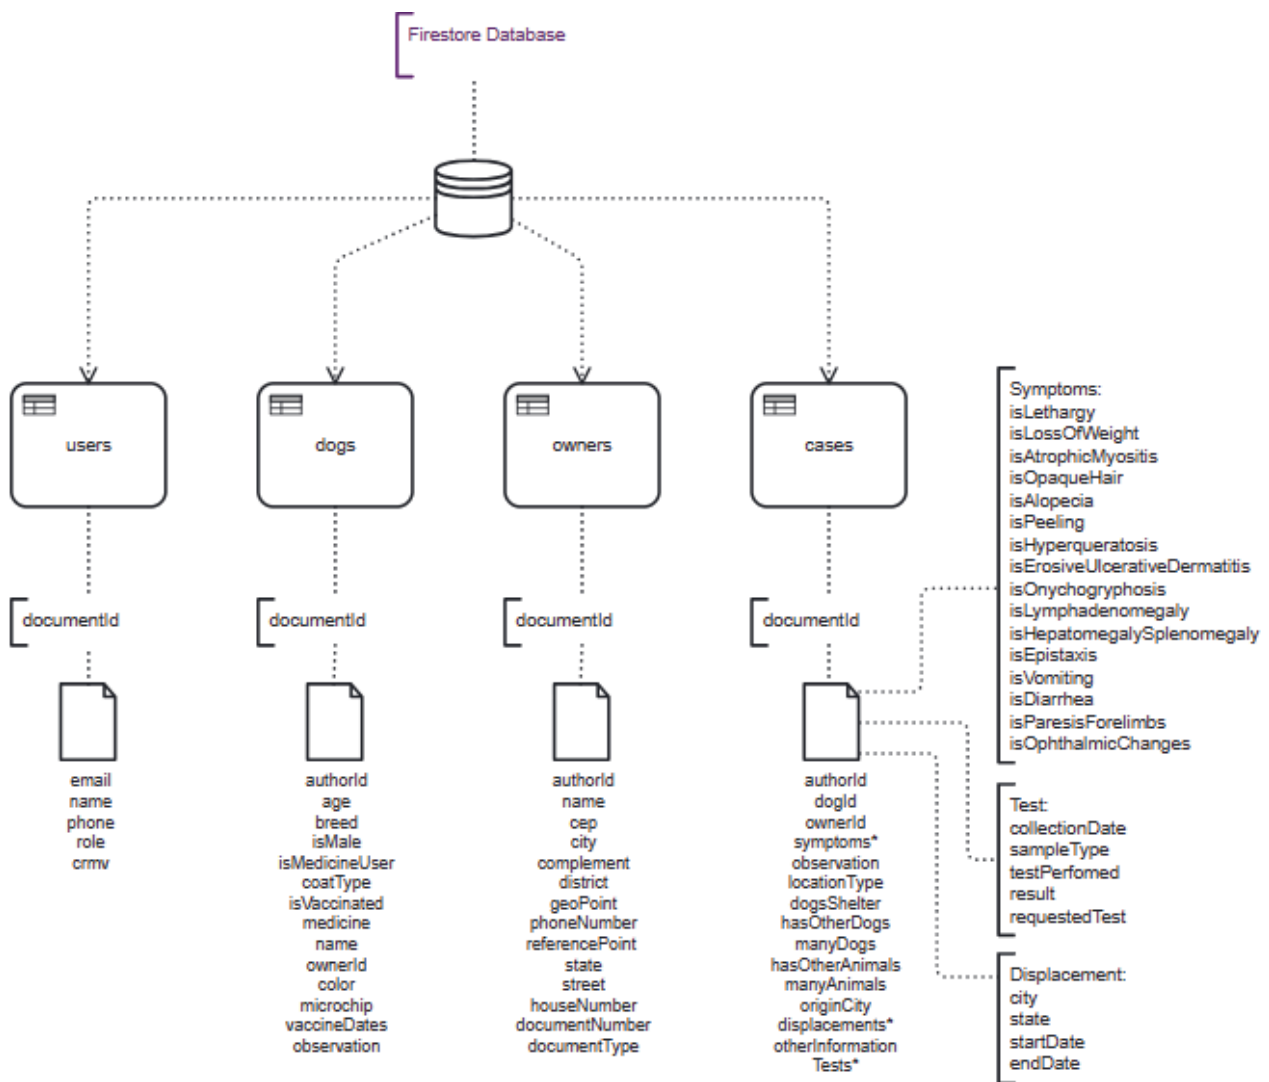 Firestore Database
users
dogs
owners
cases
documentId
documentId
documentId
documentId
email
name
phone
role
crmv
authorId
age
breed
isMale
isMedicineUser
coatType
isVaccinated
medicine
name
ownerId
color
microchip
vaccineDates
observation
authorId
name
cep
city
complement
district
geoPoint
phoneNumber
referencePoint
state
street
houseNumber
documentNumber
documentType
authorId
dogId
ownerId
symptoms*
observation
locationType
dogsShelter
hasOtherDogs
manyDogs
hasOtherAnimals
manyAnimals
originCity
displacements*
otherInformation
Tests*
Symptoms:
isLethargy
isLossOfWeight
isAtrophicMyositis
isOpaqueHair
isAlopecia
isPeeling
isHyperqueratosis
isErosiveUlcerativeDermatitis
isOnychogryphosis
isLymphadenomegaly
isHepatomegalySplenomegaly
isEpistaxis
isVomiting
isDiarrhea
isParesisForelimbs
isOphthalmicChanges
Test:
collectionDate
sampleType
testPerfomed
result
requestedTest
Displacement:
city
state
startDate
endDate